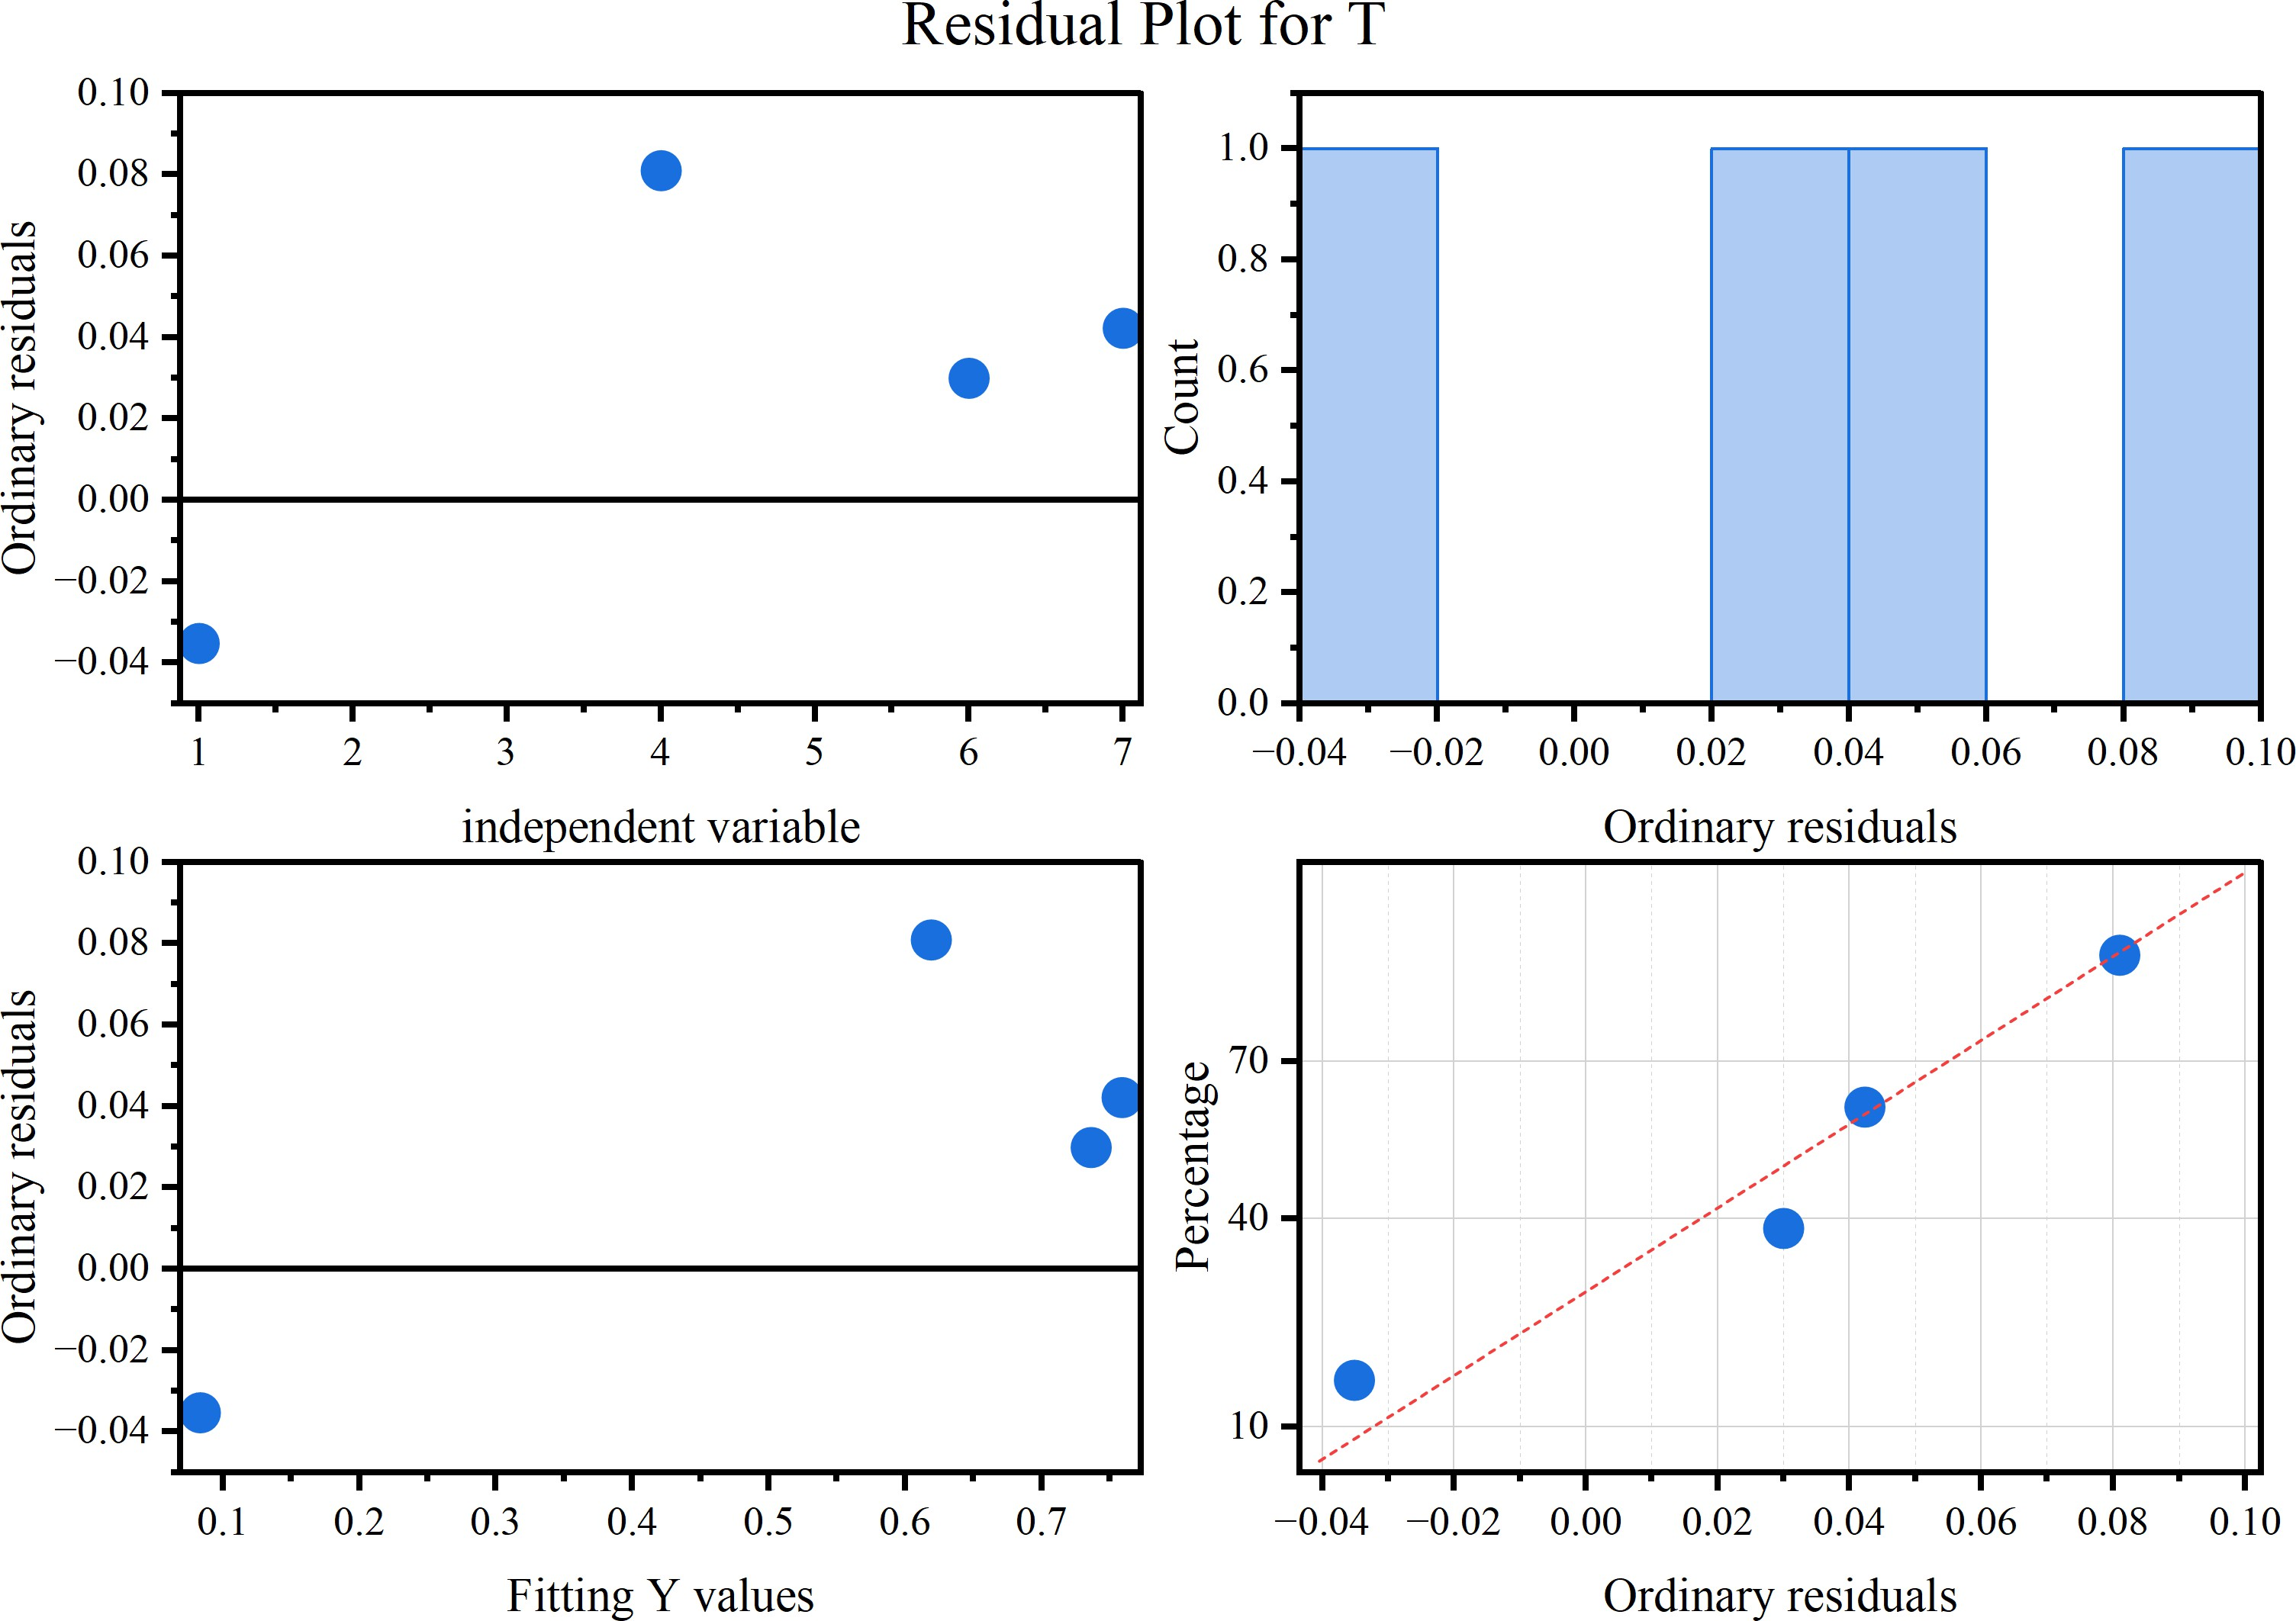 Residual Plot for T
0.10
0.08
0.06
0.04
0.02
0.00
−0.02
−0.04
Ordinary residuals
1 2 3 4 5 6 7
independent variable
1.0
0.8
0.6
0.4
0.2
0.0
Count
−0.04 −0.02 0.00 0.02 0.04 0.06 0.08 0.10
Ordinary residuals
0.10
0.08
0.06
0.04
0.02
0.00
−0.02
−0.04
Ordinary residuals
0.1 0.2 0.3 0.4 0.5 0.6 0.7
Fitting Y values
70
40
10
Percentage
−0.04 −0.02 0.00 0.02 0.04 0.06 0.08 0.10
Ordinary residuals